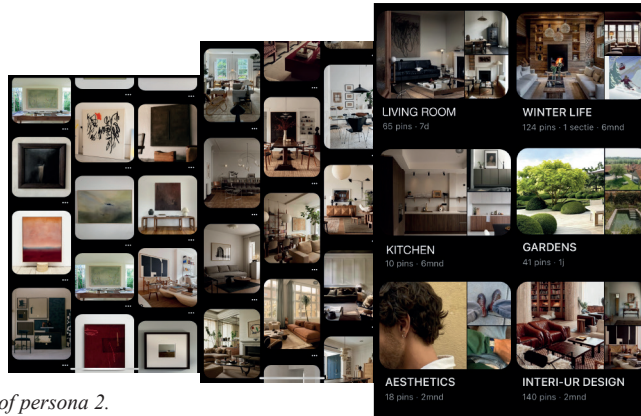 LIVING ROOM
65 pins · 7d
WINTER LIFE
124 pins · 1 sectie · 6mnd
KITCHEN
10 pins · 6mnd
GARDENS
41 pins · 1j
AESTHETICS
18 pins · 2mnd
INTERI-UR DESIGN
140 pins · 2mnd
of persona 2.